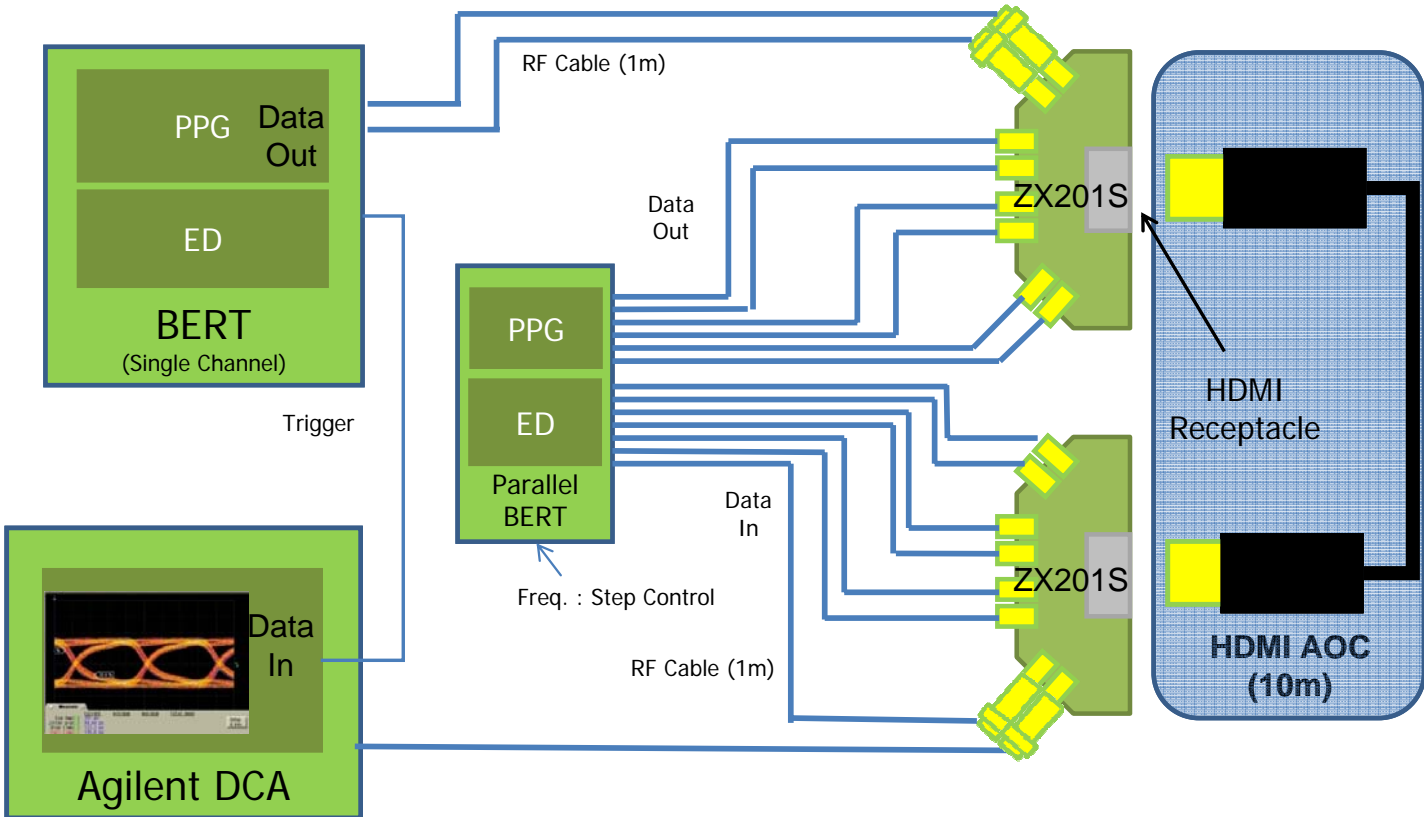 RF Cable (1m)
PPG
Data
Out
ED
BERT
(Single Channel)
Trigger
Data
Out
ZX201S
PPG
ED
Parallel
BERT
Freq. : Step Control
HDMI
Receptacle
Data
In
ZX201S
RF Cable (1m)
HDMI AOC
(10m)
Data
In
Agilent DCA